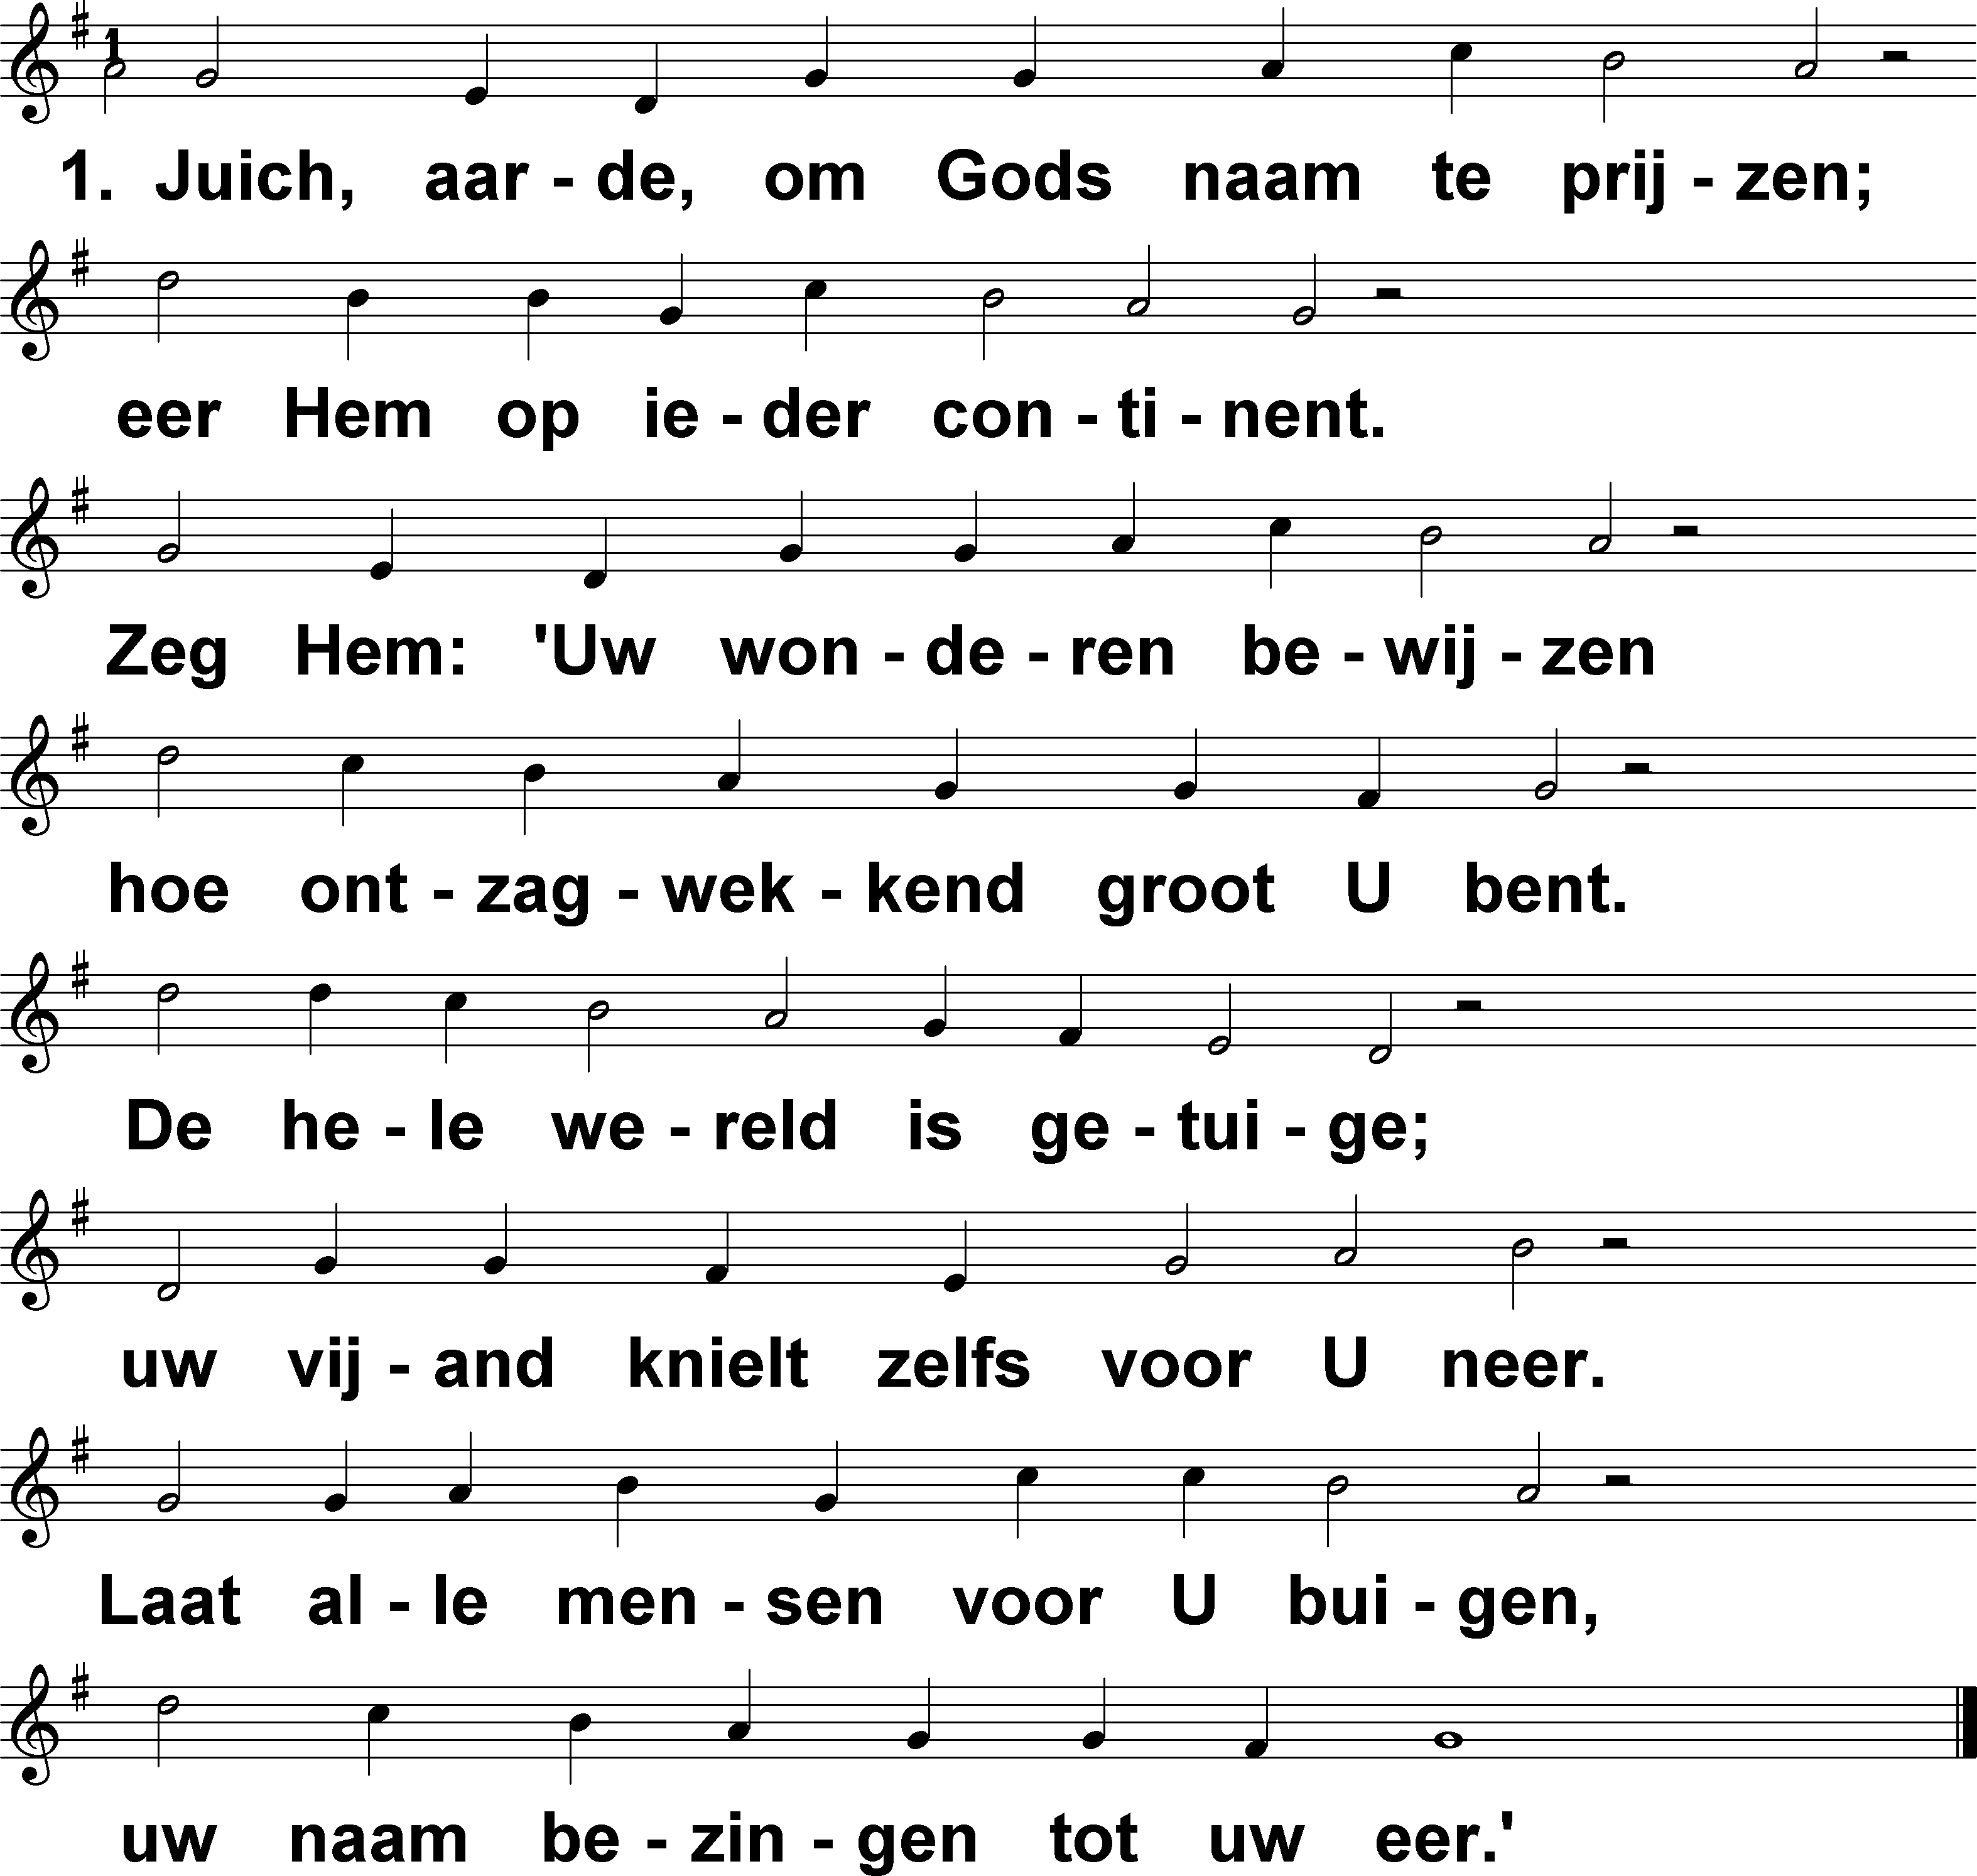 1. Juich, aar - de, om Gods naam te prij - zen;
eer Hem op ie - der con - ti - nent.
Zeg Hem: 'Uw won - de - ren be - wij - zen
hoe ont - zag - wek - kend groot U bent.
De he - le we - reld is ge - tui - ge;
uw vij - and knielt zelfs voor U neer.
Laat al - le men - sen voor U bui - gen,
uw naam be - zin - gen tot uw eer.'